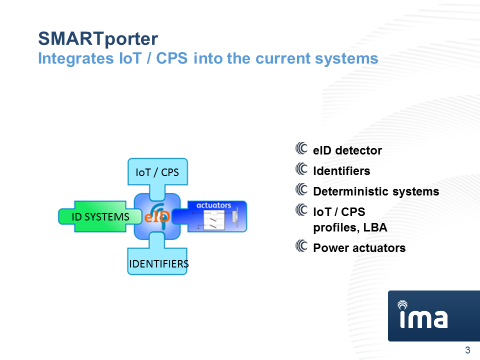 SMARTporter
Integrates IoT / CPS into the current systems
IoT / CPS
actuators
ID SYSTEMS
eID
IDENTIFIERS
eID detector
Identifiers
Deterministic systems
IoT / CPS
profiles, LBA
Power actuators
ima
3